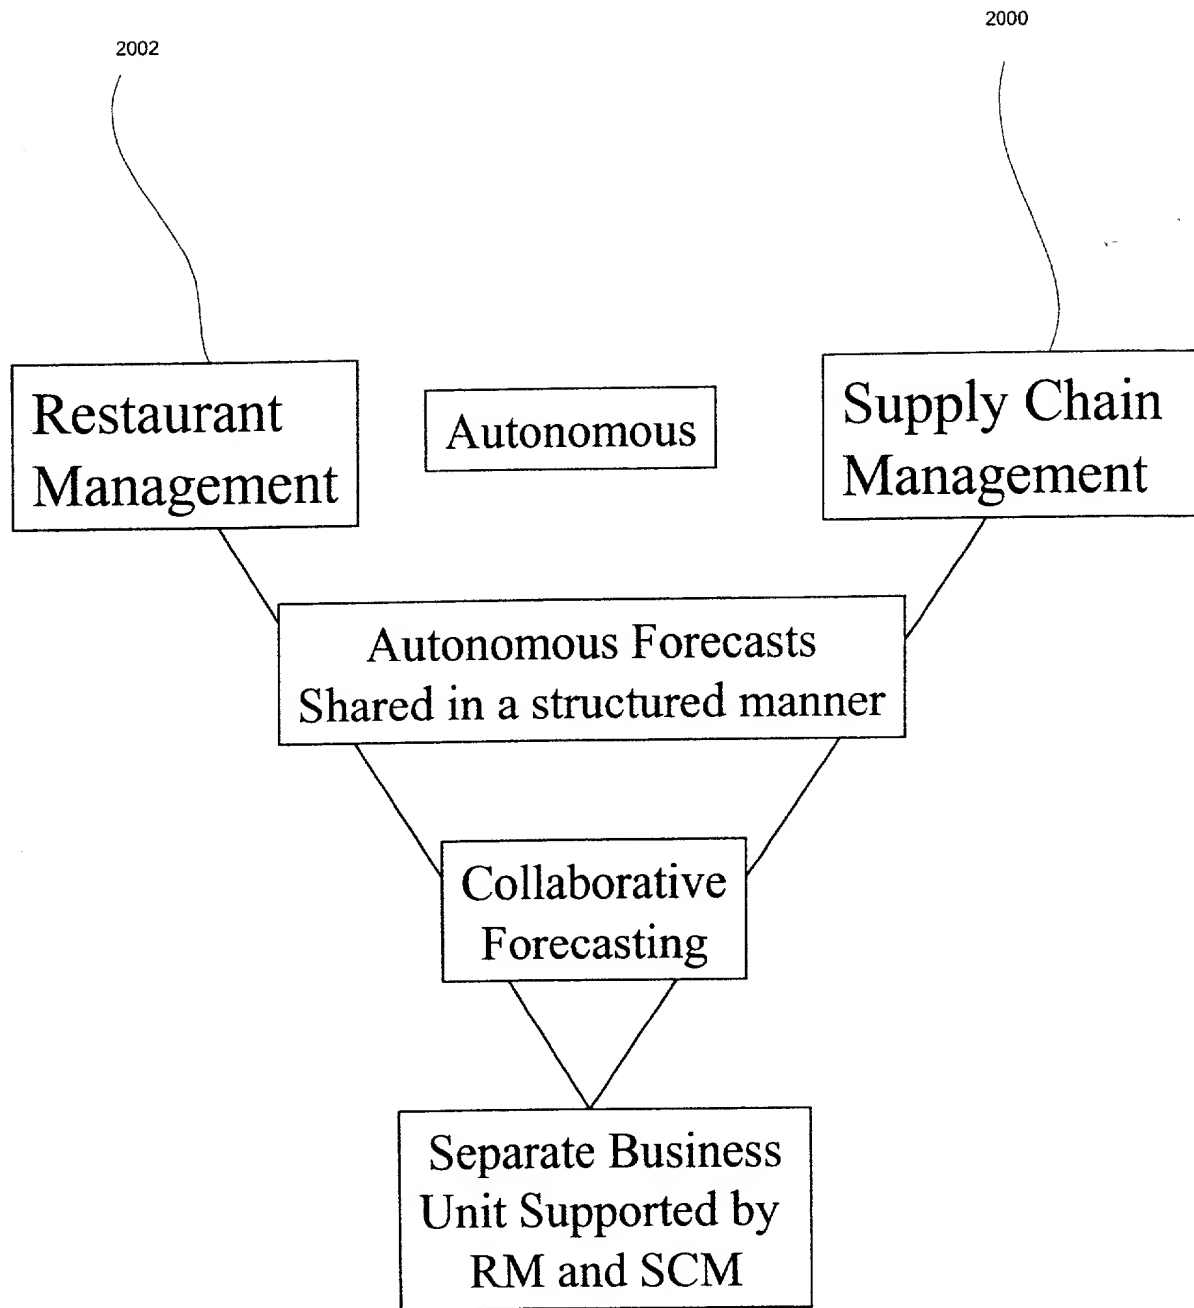 2002
2000
Restaurant
Management
Autonomous
Supply Chain
Management
Autonomous Forecasts
Shared in a structured manner
Collaborative
Forecasting
Separate Business
Unit Supported by
RM and SCM